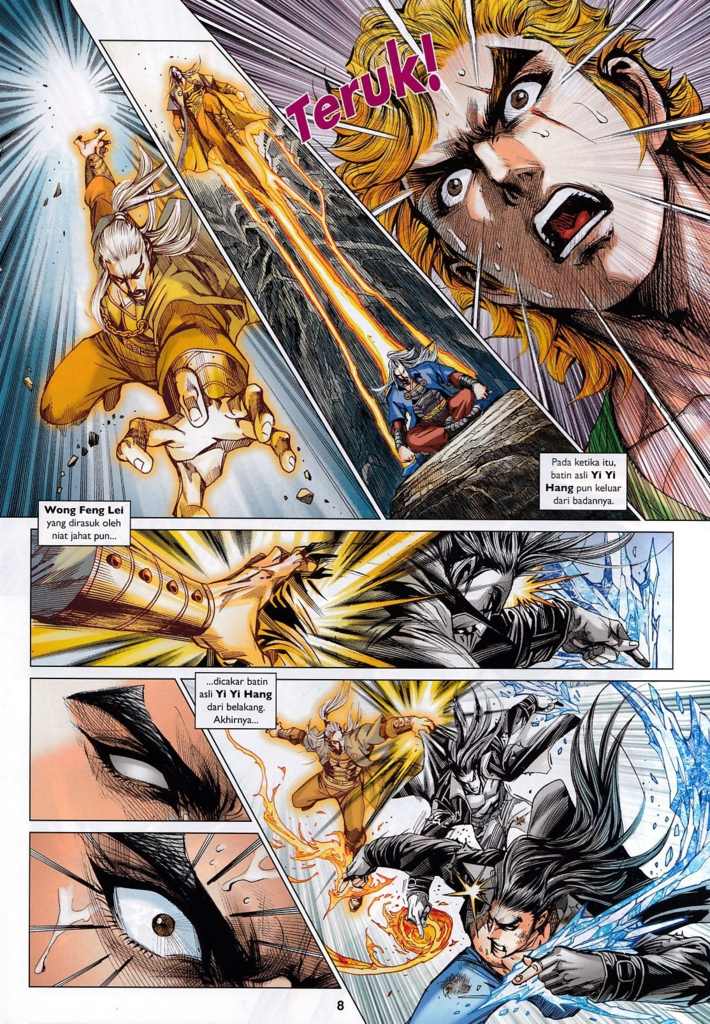 Teruk!
Pada ketika itu,
batin asli Yi Yi
Hang pun keluar
dari badannya.
Wong Feng Lei
yang dirasuk oleh
niat jahat pun...
...dicakar batin
asli Yi Yi Hang
dari belakang.
Akhirnya...
8